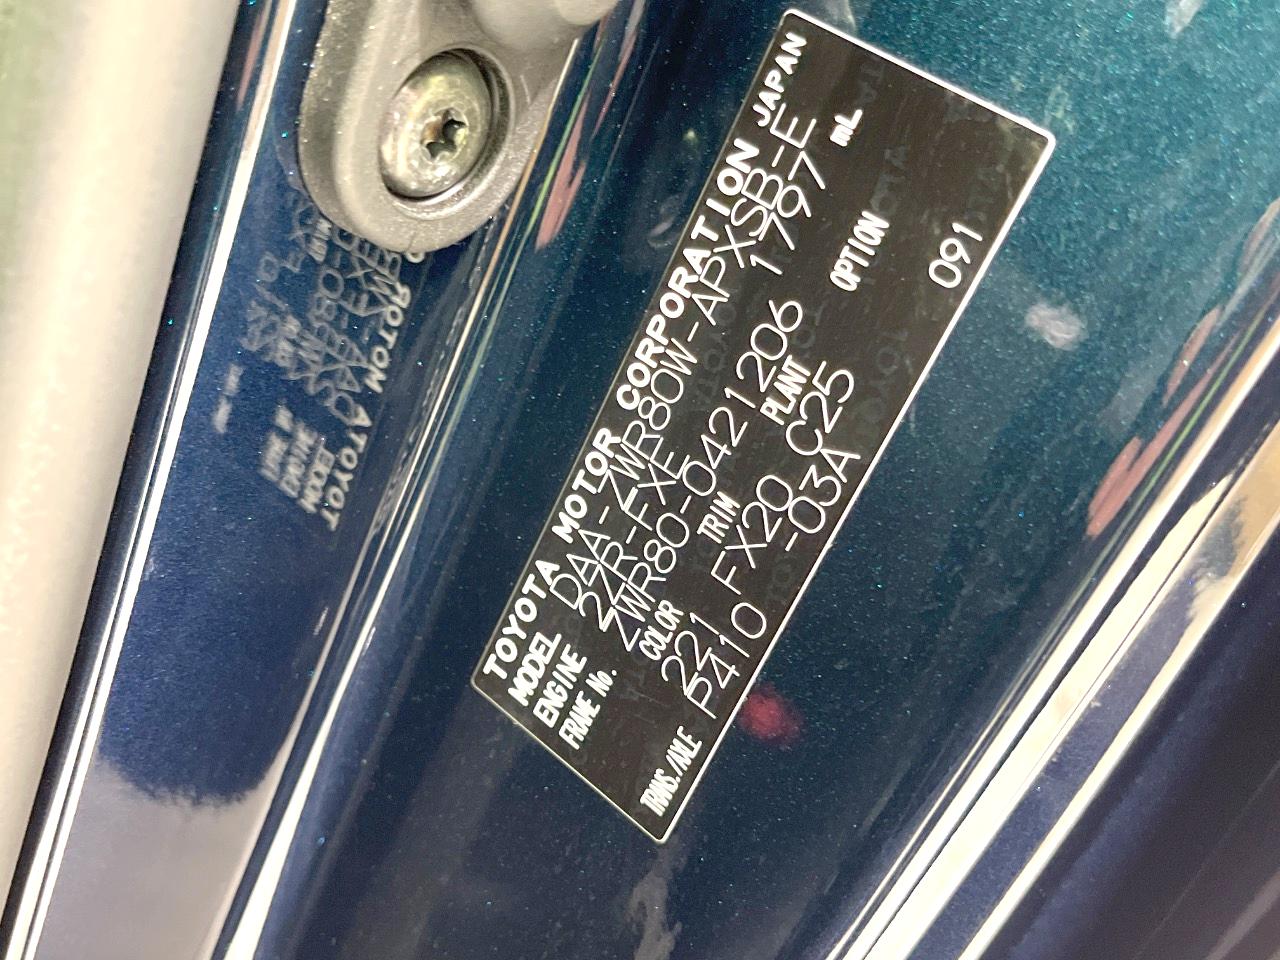 TOYOTA MOTOR CORPORATION JAPAN
MODEL DAA-ZWR80W-APXSB-E
ENGINE 2ZR-FXE 1797 mL
FRAME No. ZWR80-0421206
COLOR TRIM PLANT OPTION
221 FX20 C25 091
TRANS./AXLE P410 -03A